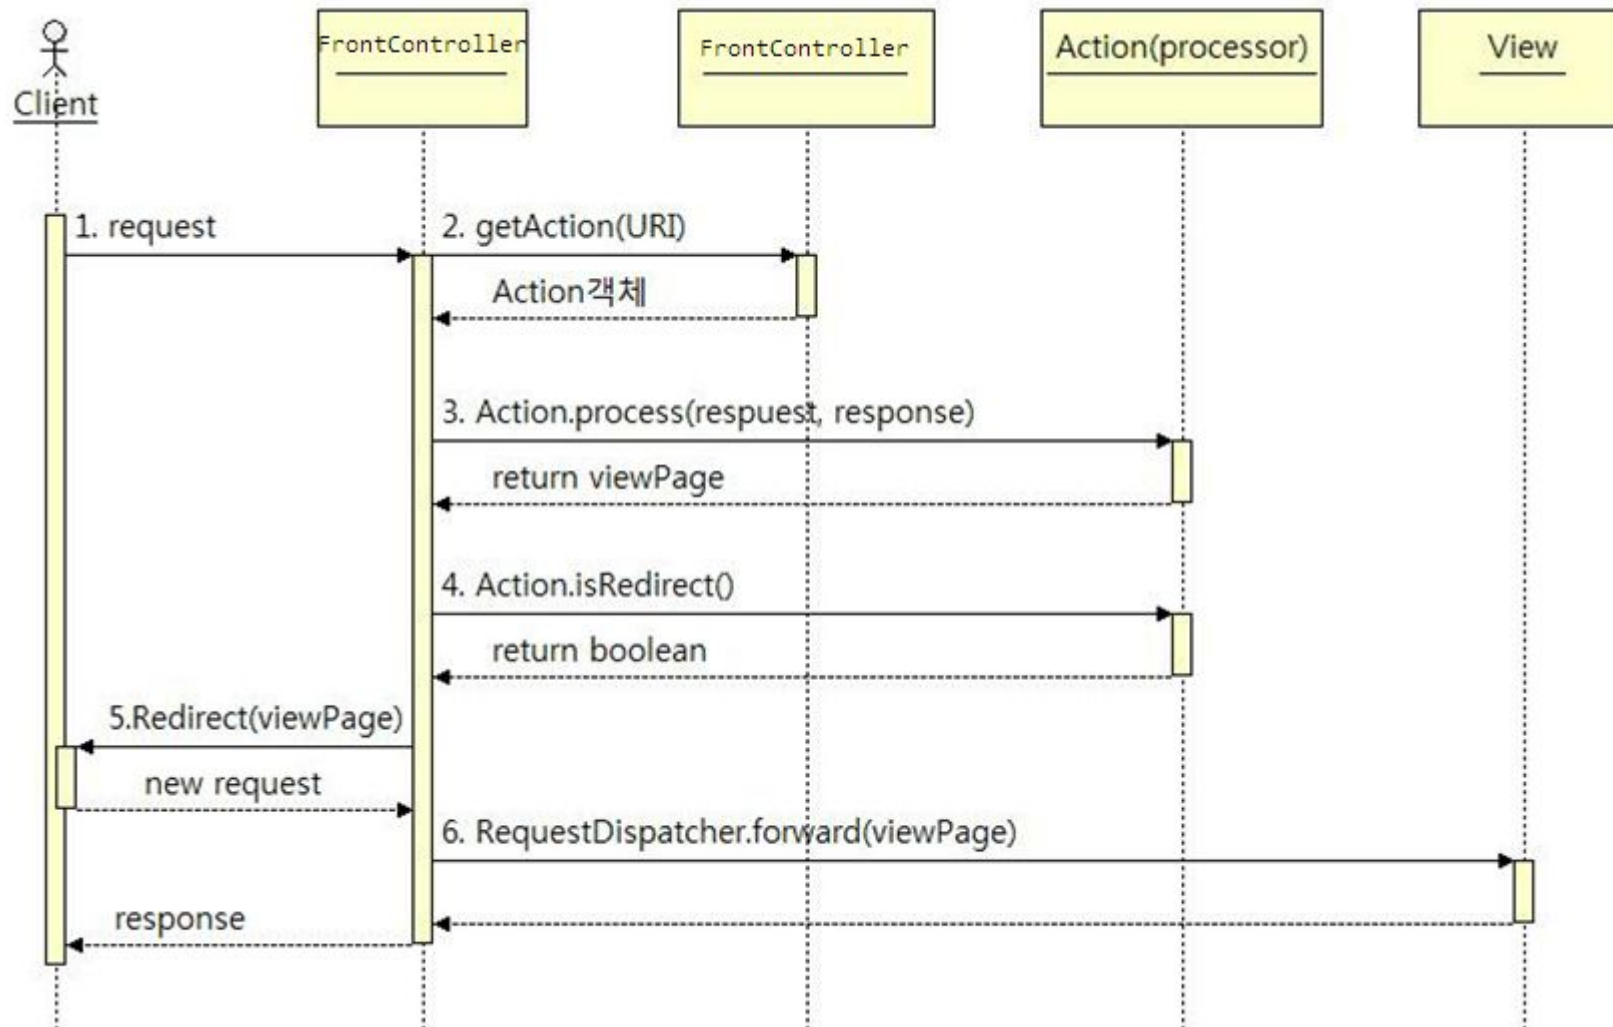 Client
FrontController
FrontController
Action(processor)
View
1. request
2. getAction(URI)
Action객체
3. Action.process(respuest, response)
return viewPage
4. Action.isRedirect()
return boolean
5.Redirect(viewPage)
new request
6. RequestDispatcher.forward(viewPage)
response